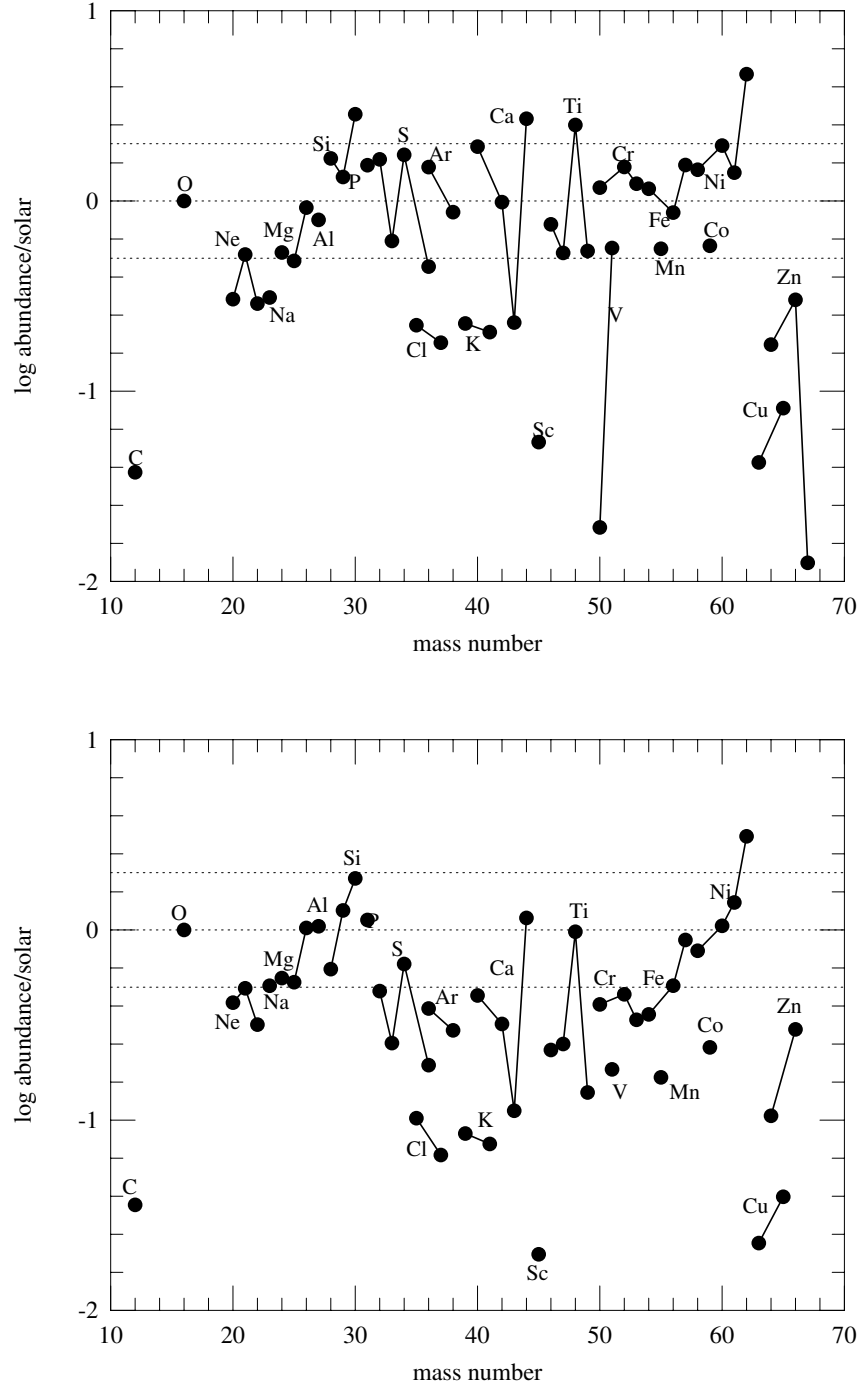 1
0
-1
-2
10 20 30 40 50 60 70
mass number
log abundance/solar
C
O
Ne
Na
Mg
Al
Si
P
S
Cl
Ar
K
Ca
Sc
Ti
V
Cr
Mn
Fe
Co
Ni
Cu
Zn
1
0
-1
-2
10 20 30 40 50 60 70
mass number
log abundance/solar
C
O
Ne
Na
Mg
Al
Si
P
S
Cl
Ar
K
Ca
Sc
Ti
V
Cr
Mn
Fe
Co
Ni
Cu
Zn